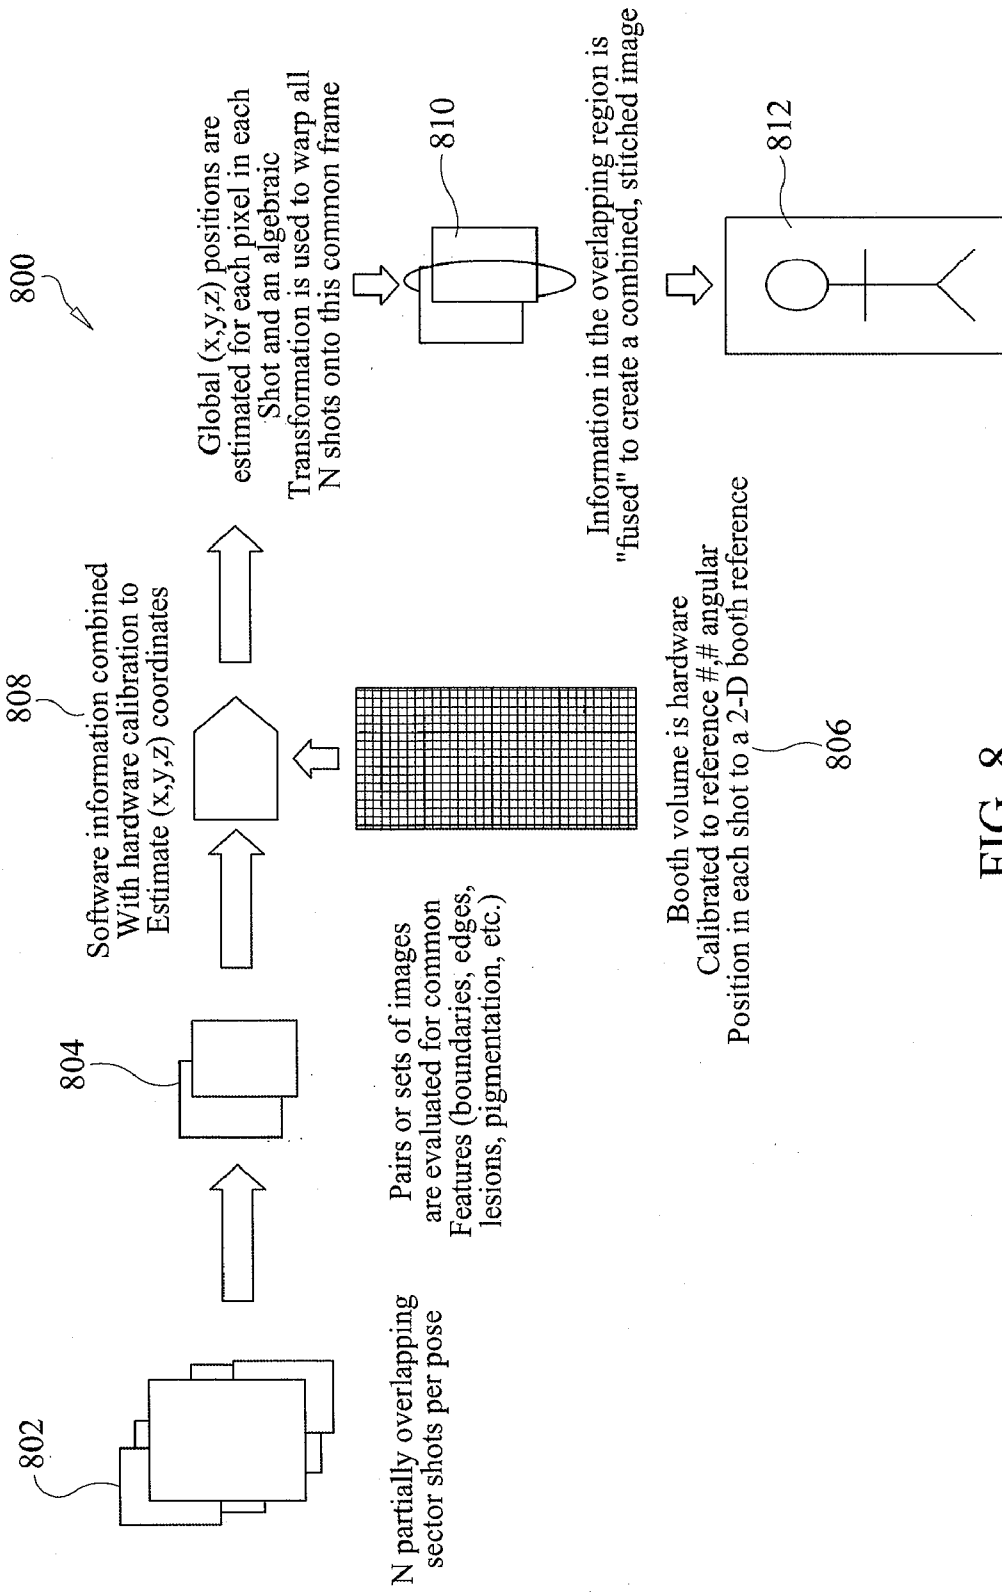 800
802
N partially overlapping
sector shots per pose
804
Pairs or sets of images
are evaluated for common
Features (boundaries, edges,
lesions, pigmentation, etc.)
808
Software information combined
With hardware calibration to
Estimate (x,y,z) coordinates
Booth volume is hardware
Calibrated to reference #,# angular
Position in each shot to a 2-D booth reference
806
Global (x,y,z) positions are
estimated for each pixel in each
Shot and an algebraic
Transformation is used to warp all
N shots onto this common frame
810
Information in the overlapping region is
"fused" to create a combined, stitched image
812
FIG. 8